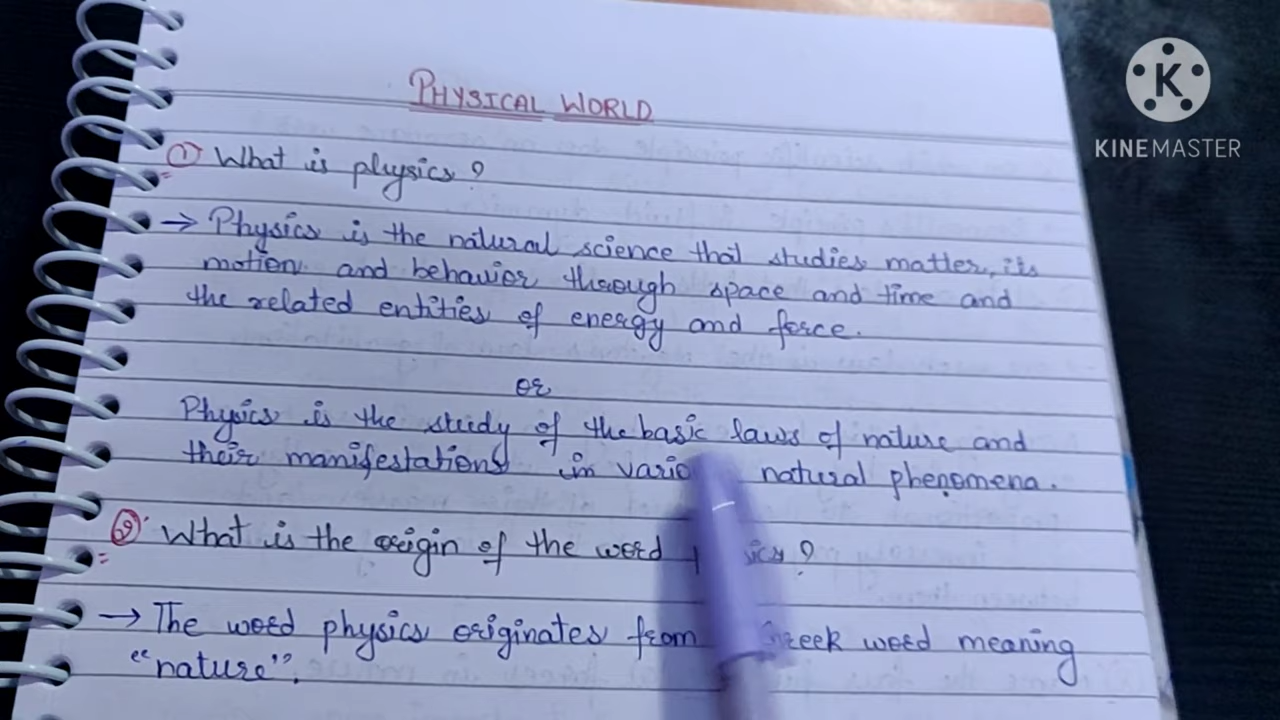 PHYSICAL WORLD
① What is physics?
→ Physics is the natural science that studies matter, its
motion and behavior through space and time and
the related entities of energy and force.
or
Physics is the study of the basic laws of nature and
their manifestations in natural phenomena.
② What is the origin of the word ?
→ The word physics originates from Greek word meaning
"nature".
KINEMASTER